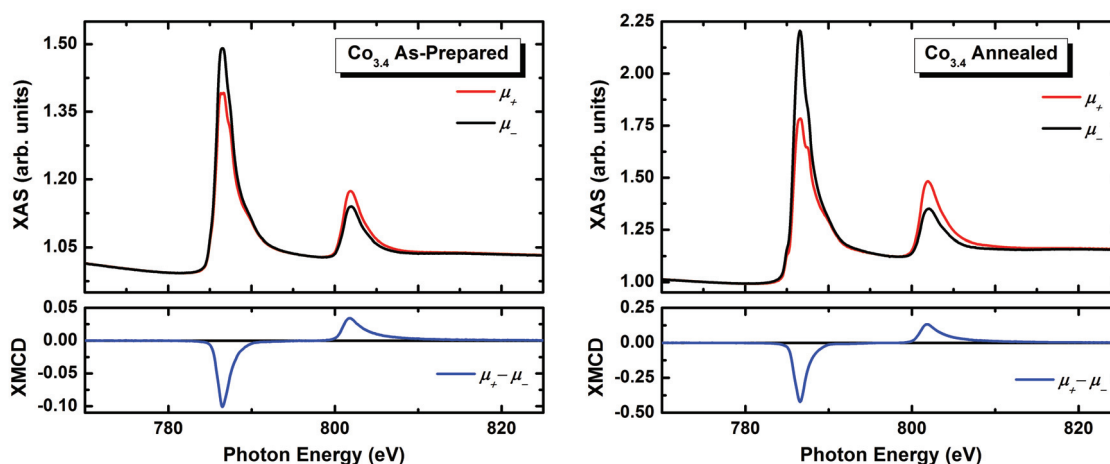 XAS (arb. units)
1.50
1.35
1.20
1.05
Co3.4 As-Prepared
μ+
μ−
XMCD
0.05
0.00
-0.05
-0.10
μ+ − μ−
780
800
820
Photon Energy (eV)
XAS (arb. units)
2.25
2.00
1.75
1.50
1.25
1.00
Co3.4 Annealed
μ+
μ−
XMCD
0.25
0.00
-0.25
-0.50
μ+ − μ−
780
800
820
Photon Energy (eV)